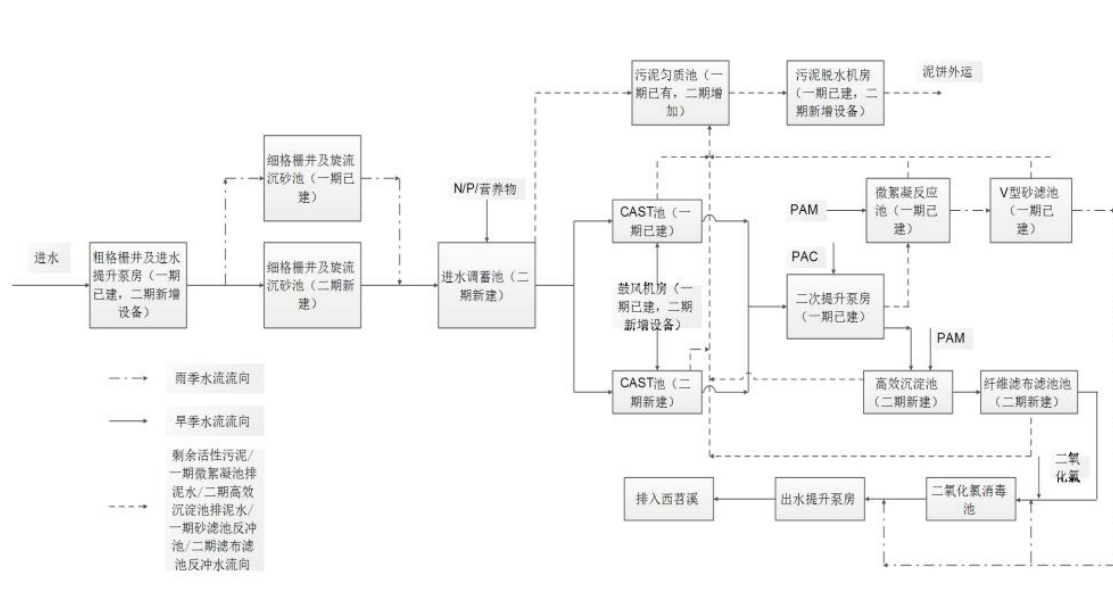 污泥匀质池（一
期已有，二期增
加）
污泥脱水机房
（一期已建，二
期新增设备）
泥饼外运
细格栅井及旋流
沉砂池（一期已
建）
N/P/营养物
CAST池（一
期已建）
PAM
微絮凝反应
池（一期已
建）
V型砂滤池
（一期已
建）
进水
粗格栅井及进水
提升泵房（一期
已建，二期新增
设备）
细格栅井及旋流
沉砂池（二期新
建）
进水调蓄池（二
期新建）
鼓风机房（一
期已建，二期
新增设备）
PAC
二次提升泵房
（一期已建）
PAM
CAST池（二
期新建）
高效沉淀池
（二期新建）
纤维滤布滤池池
（二期新建）
雨季水流流向
旱季水流流向
剩余活性污泥/
一期微絮凝池排
泥水/二期高效
沉淀池排泥水/
一期砂滤池反冲
池/二期滤布滤
池反冲水流向
二氧
化氯
排入西苕溪
出水提升泵房
二氧化氯消毒
池